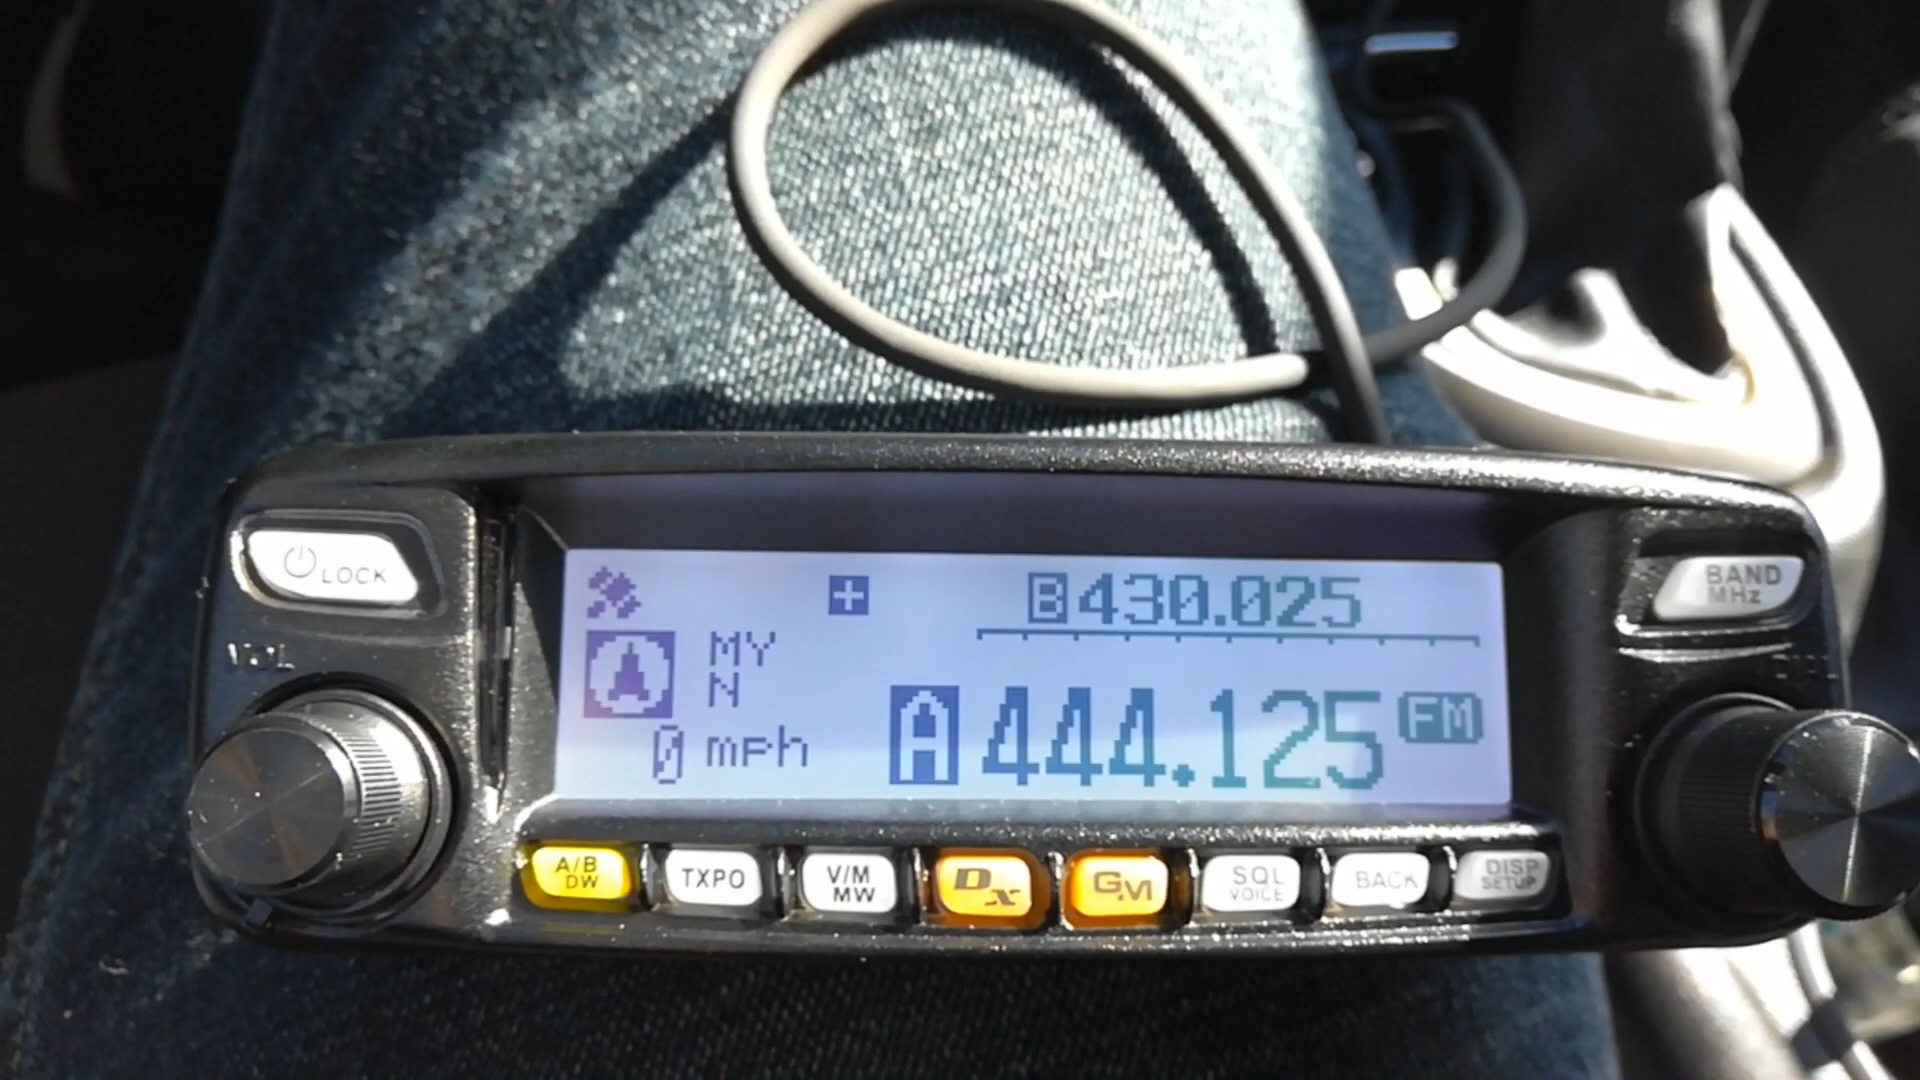 LOCK
VOL
B430.025
MY
N
0 mph
A 444.125 FM
BAND
MHz
A/B
DW
TXPO
V/M
MW
Dx
GM
SQL
VOICE
BACK
DISP
SETUP